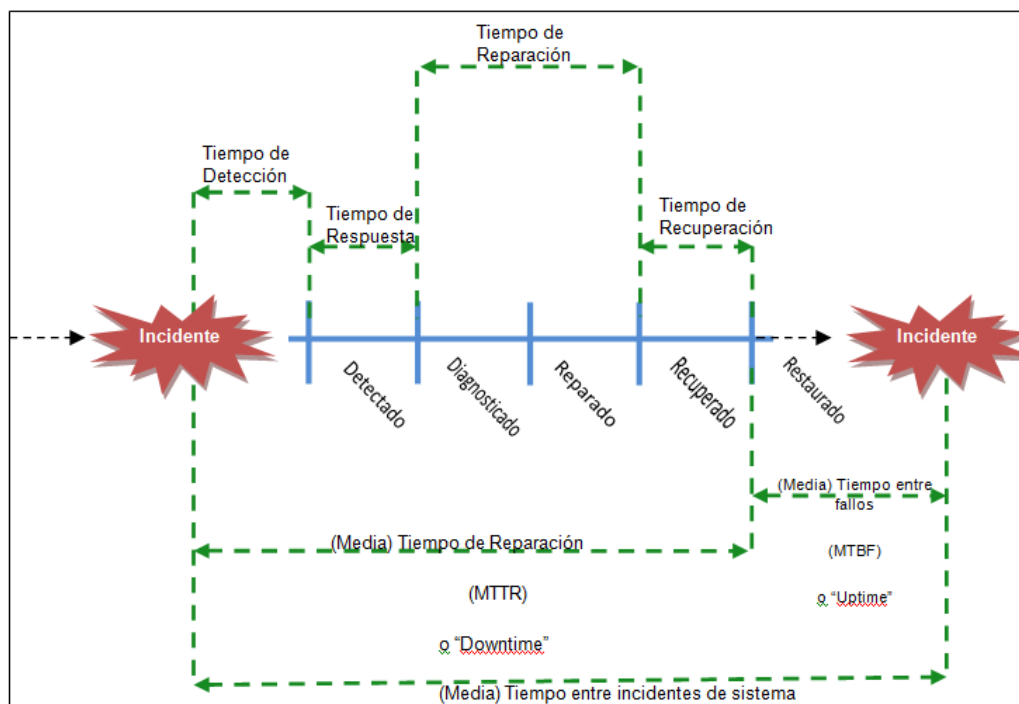 Tiempo de
Reparación
Tiempo de
Detección
Tiempo de
Respuesta
Tiempo de
Recuperación
Incidente
Incidente
Detectado
Diagnosticado
Reparado
Recuperado
Restaurado
(Media) Tiempo entre
fallos
(MTBF)
o “Uptime”
(Media) Tiempo de Reparación
(MTTR)
o “Downtime”
(Media) Tiempo entre incidentes de sistema